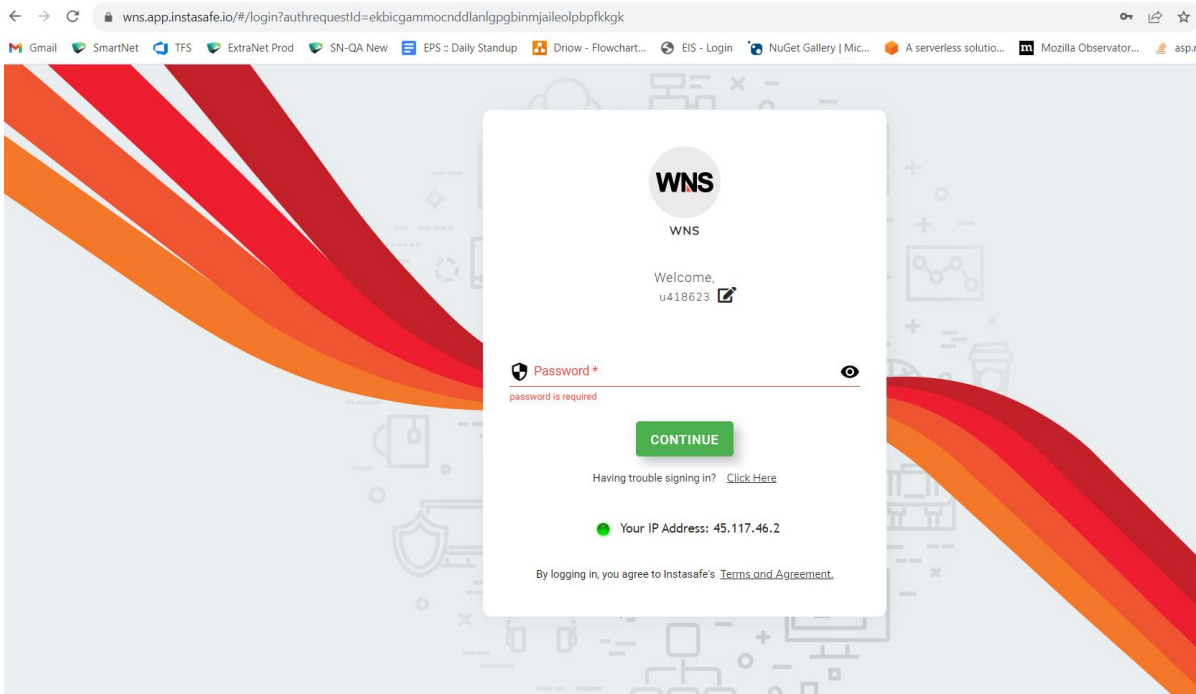 wns.app.instasafe.io/#/login?authrequestId=ekbicgammocnddlanlgpgbinmjaileolpbpfkkgk
Gmail SmartNet TFS ExtraNet Prod SN-QA New EPS :: Daily Standup Driow - Flowchart... EIS - Login NuGet Gallery | Mic... A serverless solutio... m Mozilla Observator... asp.n
WNS
WNS
Welcome,
u418623
Password *
password is required
CONTINUE
Having trouble signing in? Click Here
Your IP Address: 45.117.46.2
By logging in, you agree to Instasafe's Terms and Agreement.